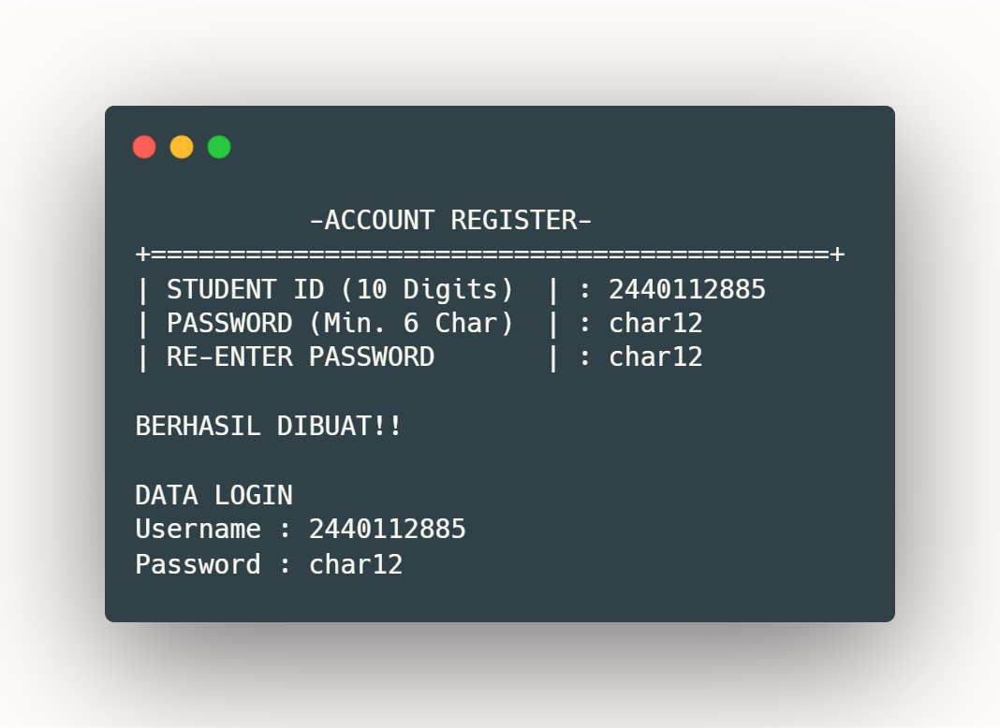 -ACCOUNT REGISTER-
+===========================================+
| STUDENT ID (10 Digits)  | : 2440112885
| PASSWORD (Min. 6 Char)  | : char12
| RE-ENTER PASSWORD       | : char12
BERHASIL DIBUAT!!
DATA LOGIN
Username : 2440112885
Password : char12